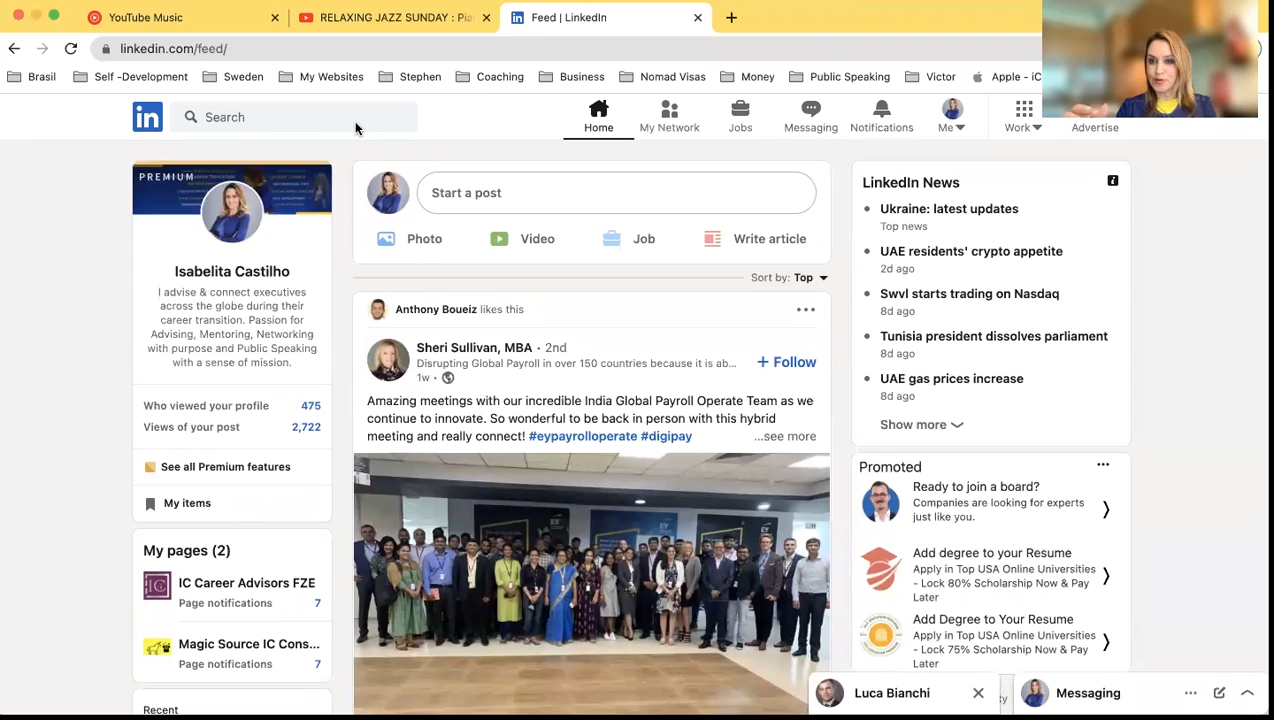 YouTube Music
RELAXING JAZZ SUNDAY : Pia
Feed | LinkedIn
linkedin.com/feed/
Brasil
Self -Development
Sweden
My Websites
Stephen
Coaching
Business
Nomad Visas
Money
Public Speaking
Victor
Apple - iC
in
Search
Home
My Network
Jobs
Messaging
Notifications
Me
Work
Advertise
PREMIUM
Isabelita Castilho
I advise & connect executives
across the globe during their
career transition. Passion for
Advising, Mentoring, Networking
with purpose and Public Speaking
with a sense of mission.
Who viewed your profile 475
Views of your post 2,722
See all Premium features
My items
My pages (2)
IC Career Advisors FZE
Page notifications 7
Magic Source IC Cons...
Page notifications 7
Recent
Start a post
Photo
Video
Job
Write article
Sort by: Top
Anthony Boueiz likes this
Sheri Sullivan, MBA • 2nd
Disrupting Global Payroll in over 150 countries because it is ab...
1w •
+ Follow
Amazing meetings with our incredible India Global Payroll Operate Team as we
continue to innovate. So wonderful to be back in person with this hybrid
meeting and really connect! #eypayrolloperate #digipay
...see more
EY
LinkedIn News
Ukraine: latest updates
Top news
UAE residents' crypto appetite
2d ago
Swvl starts trading on Nasdaq
8d ago
Tunisia president dissolves parliament
8d ago
UAE gas prices increase
8d ago
Show more
Promoted
Ready to join a board?
Companies are looking for experts
just like you.
Add degree to your Resume
Apply in Top USA Online Universities
- Lock 80% Scholarship Now & Pay
Later
Add Degree to Your Resume
Apply in Top USA Online Universities
- Lock 75% Scholarship Now & Pay
Later
Luca Bianchi
Messaging